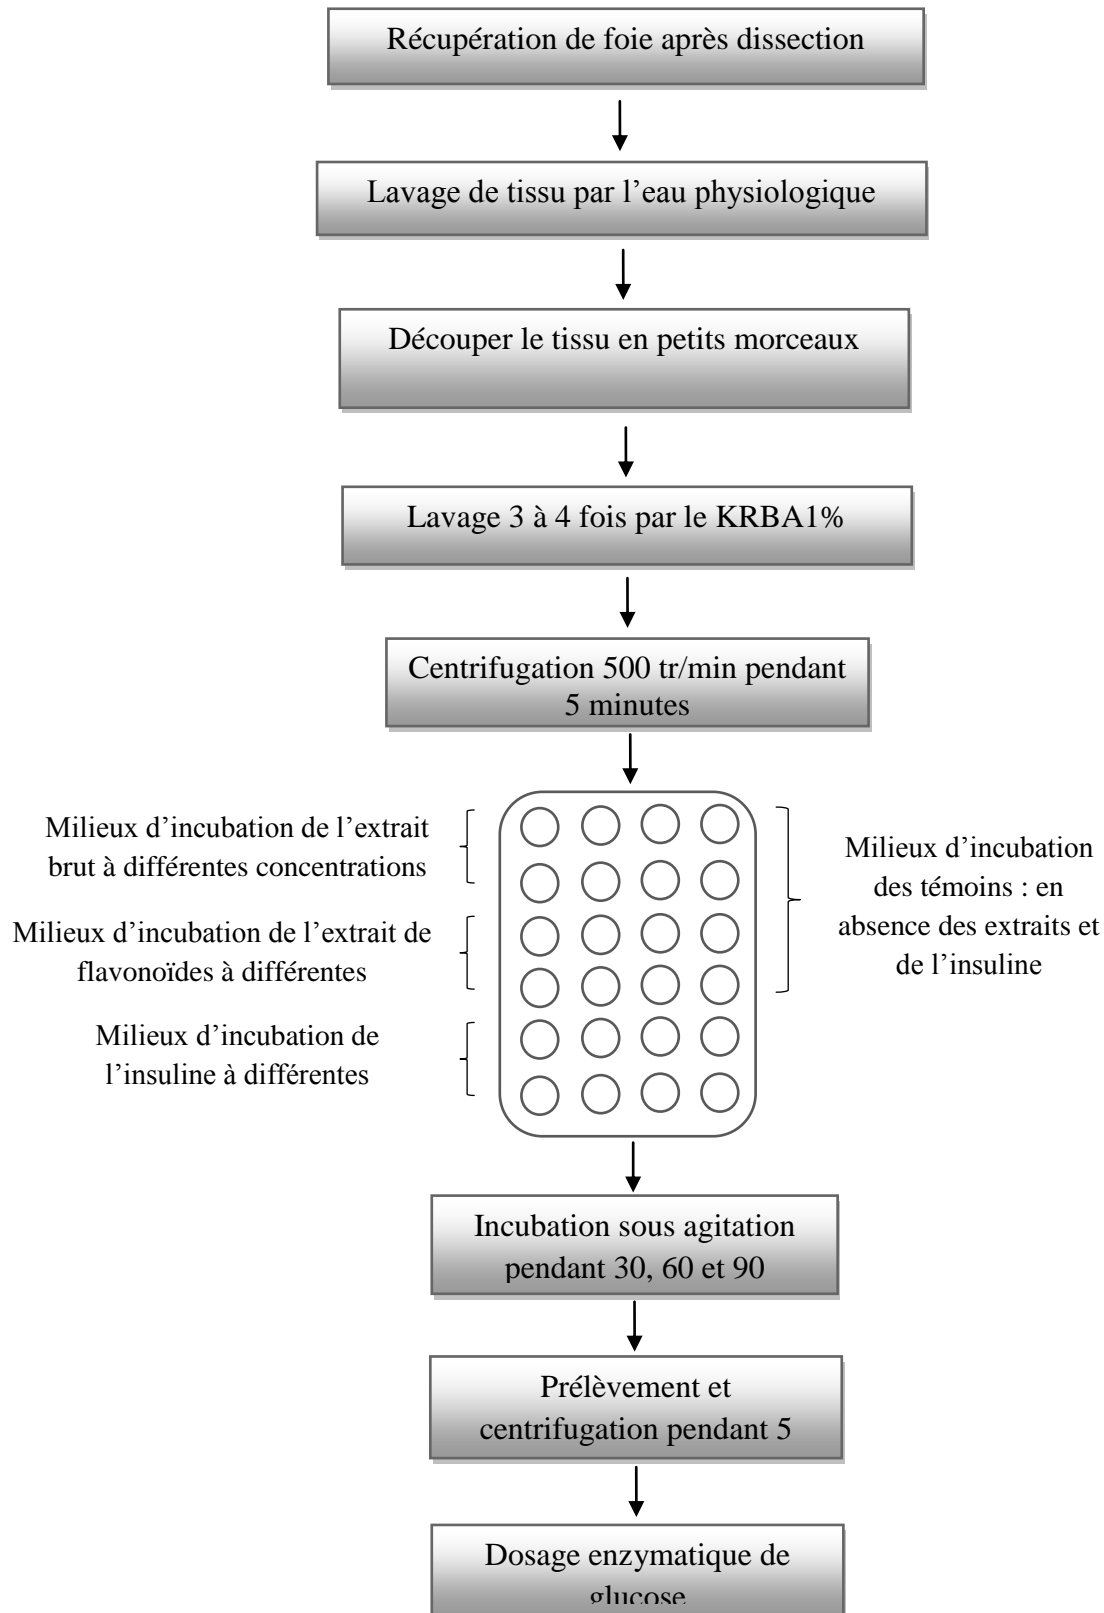 Récupération de foie après dissection
Lavage de tissu par l’eau physiologique
Découper le tissu en petits morceaux
Lavage 3 à 4 fois par le KRBA1%
Centrifugation 500 tr/min pendant
5 minutes
Milieux d’incubation de l’extrait
brut à différentes concentrations
Milieux d’incubation de l’extrait de
flavonoïdes à différentes
Milieux d’incubation de
l’insuline à différentes
Milieux d’incubation
des témoins : en
absence des extraits et
de l’insuline
Incubation sous agitation
pendant 30, 60 et 90
Prélèvement et
centrifugation pendant 5
Dosage enzymatique de
glucose